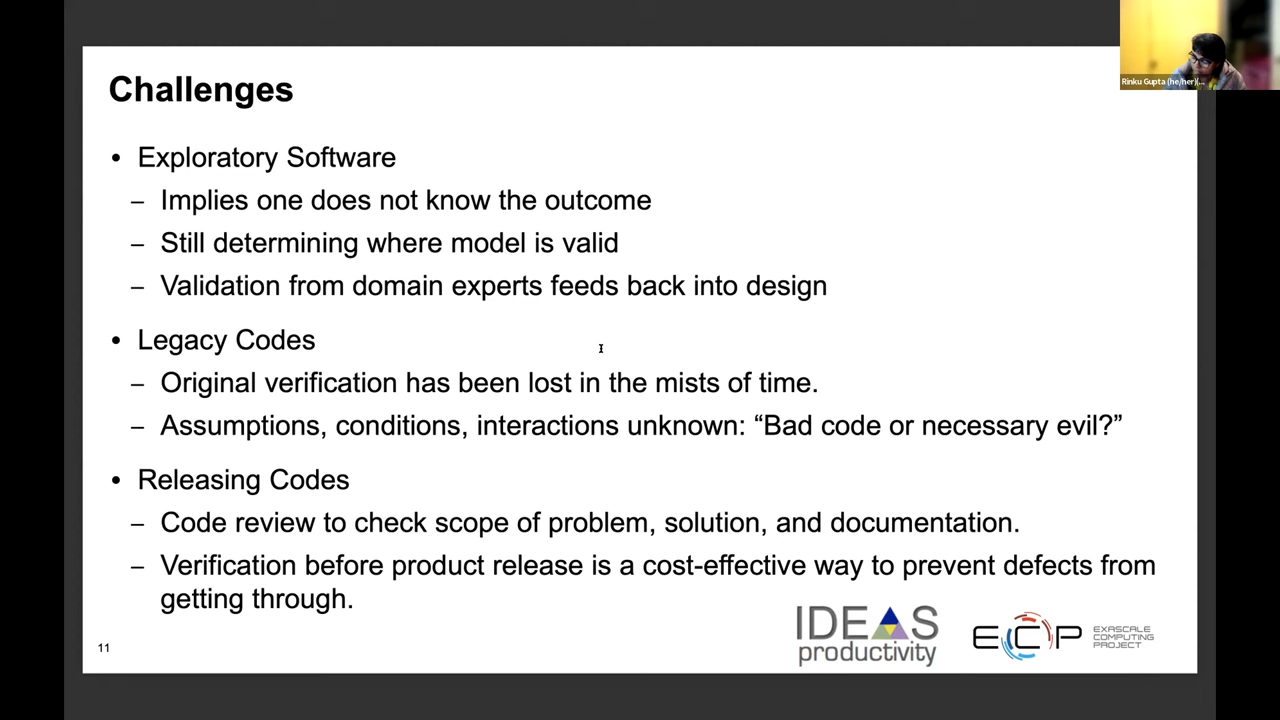 Challenges
• Exploratory Software
– Implies one does not know the outcome
– Still determining where model is valid
– Validation from domain experts feeds back into design
• Legacy Codes
– Original verification has been lost in the mists of time.
– Assumptions, conditions, interactions unknown: “Bad code or necessary evil?”
• Releasing Codes
– Code review to check scope of problem, solution, and documentation.
– Verification before product release is a cost-effective way to prevent defects from
getting through.
11
IDEAS
productivity
ECP
EXASCALE
COMPUTING
PROJECT
Rinku Gupta (he/her)(...